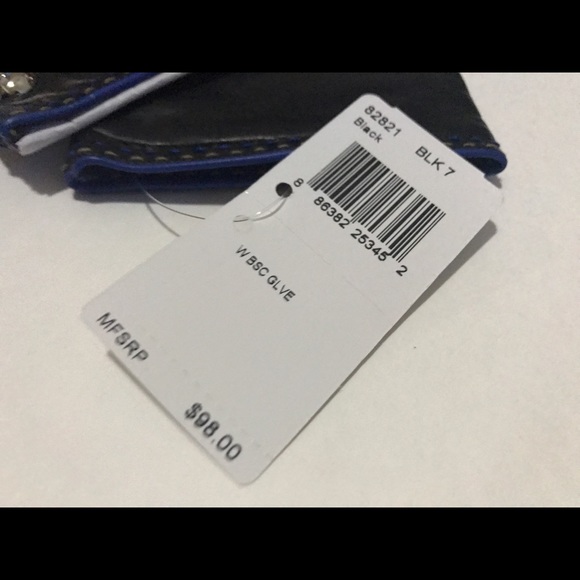 82821
Black
BLK 7
8 86382 25345 2
W BSC GLVE
MFSRP
$98.00